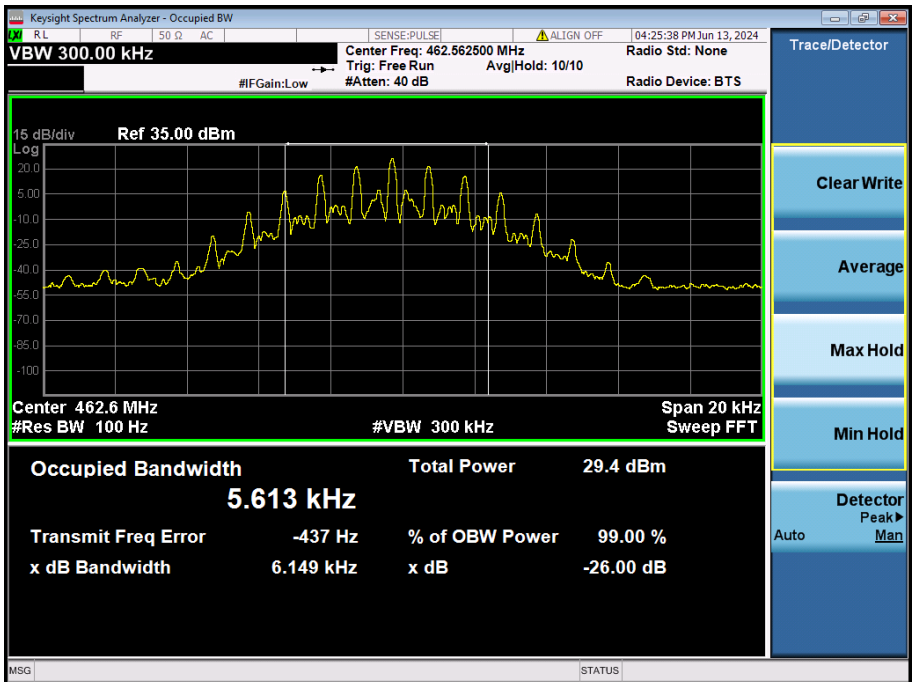 Keysight Spectrum Analyzer - Occupied BW
LXI RL RF 50 Ω AC SENSE:PULSE ALIGN OFF 04:25:38 PM Jun 13, 2024
VBW 300.00 kHz
Center Freq: 462.562500 MHz Radio Std: None
Trig: Free Run Avg|Hold: 10/10
#IFGain:Low #Atten: 40 dB Radio Device: BTS
15 dB/div Ref 35.00 dBm
Log
20.0
5.00
-10.0
-25.0
-40.0
-55.0
-70.0
-85.0
-100
Center 462.6 MHz Span 20 kHz
#Res BW 100 Hz #VBW 300 kHz Sweep FFT
Occupied Bandwidth Total Power 29.4 dBm
5.613 kHz
Transmit Freq Error -437 Hz % of OBW Power 99.00 %
x dB Bandwidth 6.149 kHz x dB -26.00 dB
MSG STATUS
Trace/Detector
Clear Write
Average
Max Hold
Min Hold
Detector
Peak
Auto Man